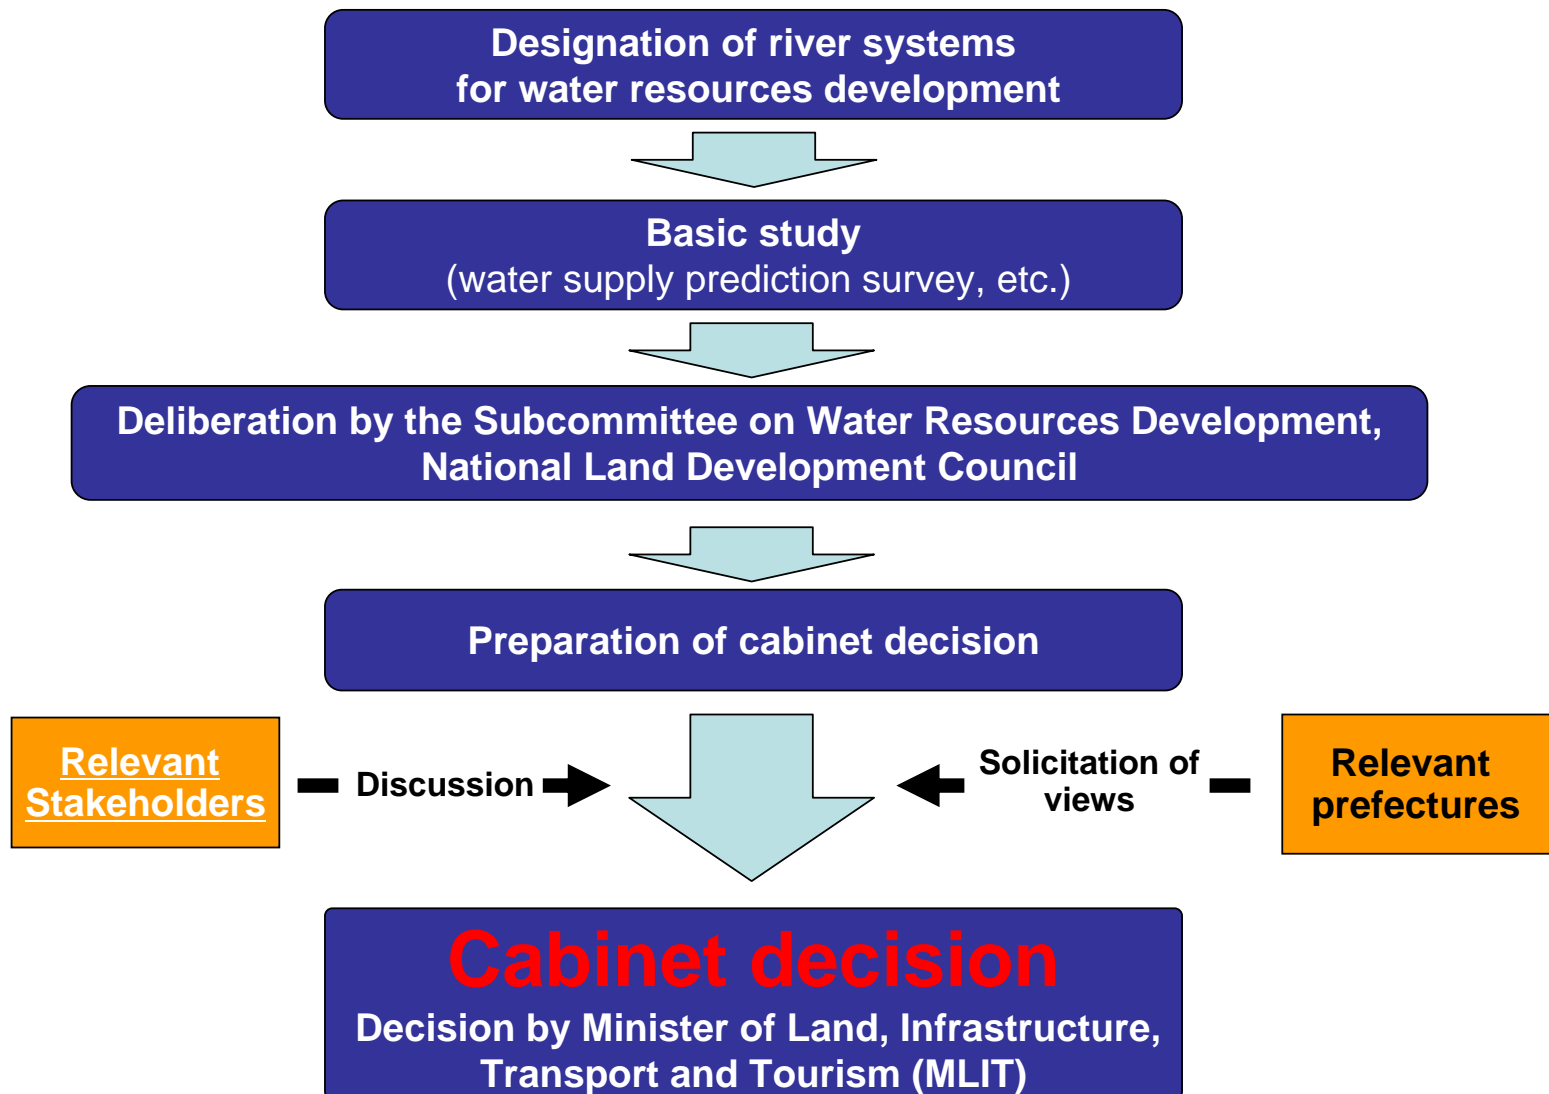 Designation of river systems
for water resources development
Basic study
(water supply prediction survey, etc.)
Deliberation by the Subcommittee on Water Resources Development,
National Land Development Council
Preparation of cabinet decision
Relevant
Stakeholders
Discussion
Solicitation of
views
Relevant
prefectures
Cabinet decision
Decision by Minister of Land, Infrastructure,
Transport and Tourism (MLIT)